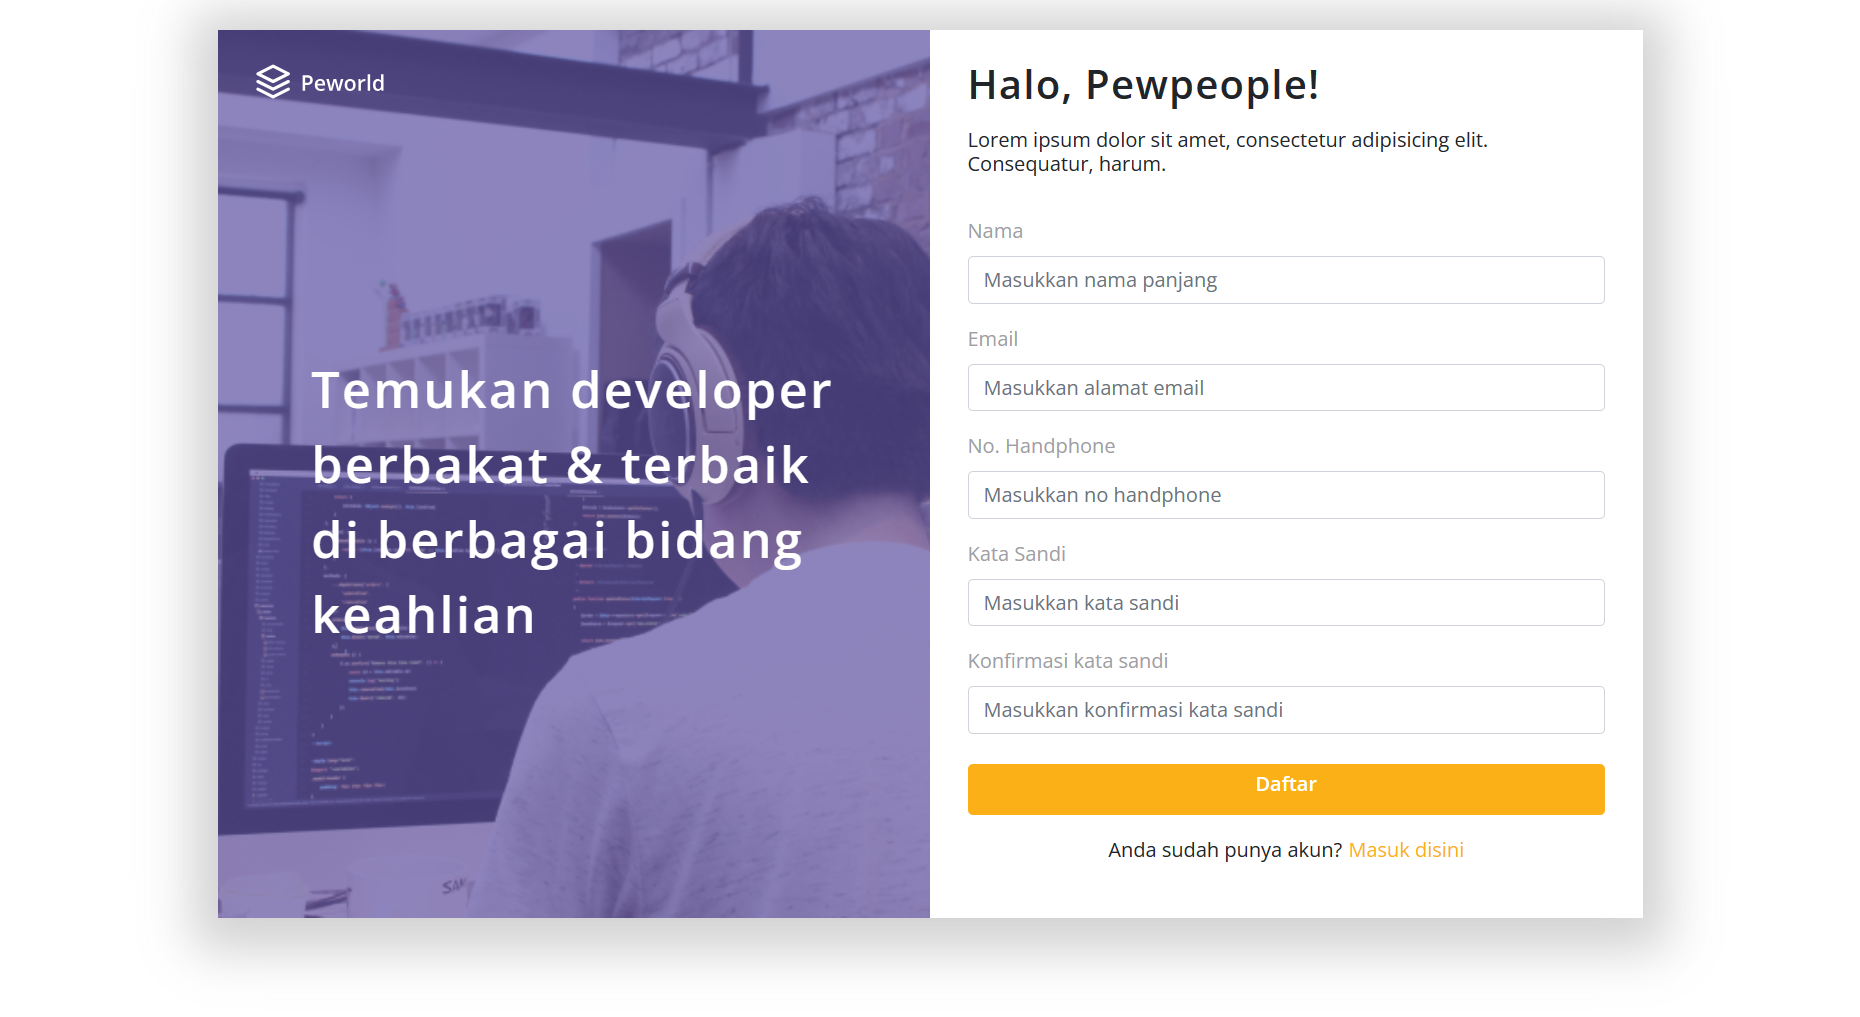 Peworld
Temukan developer
berbakat & terbaik
di berbagai bidang
keahlian
Halo, Pewpeople!
Lorem ipsum dolor sit amet, consectetur adipisicing elit.
Consequatur, harum.
Nama
Masukkan nama panjang
Email
Masukkan alamat email
No. Handphone
Masukkan no handphone
Kata Sandi
Masukkan kata sandi
Konfirmasi kata sandi
Masukkan konfirmasi kata sandi
Daftar
Anda sudah punya akun? Masuk disini